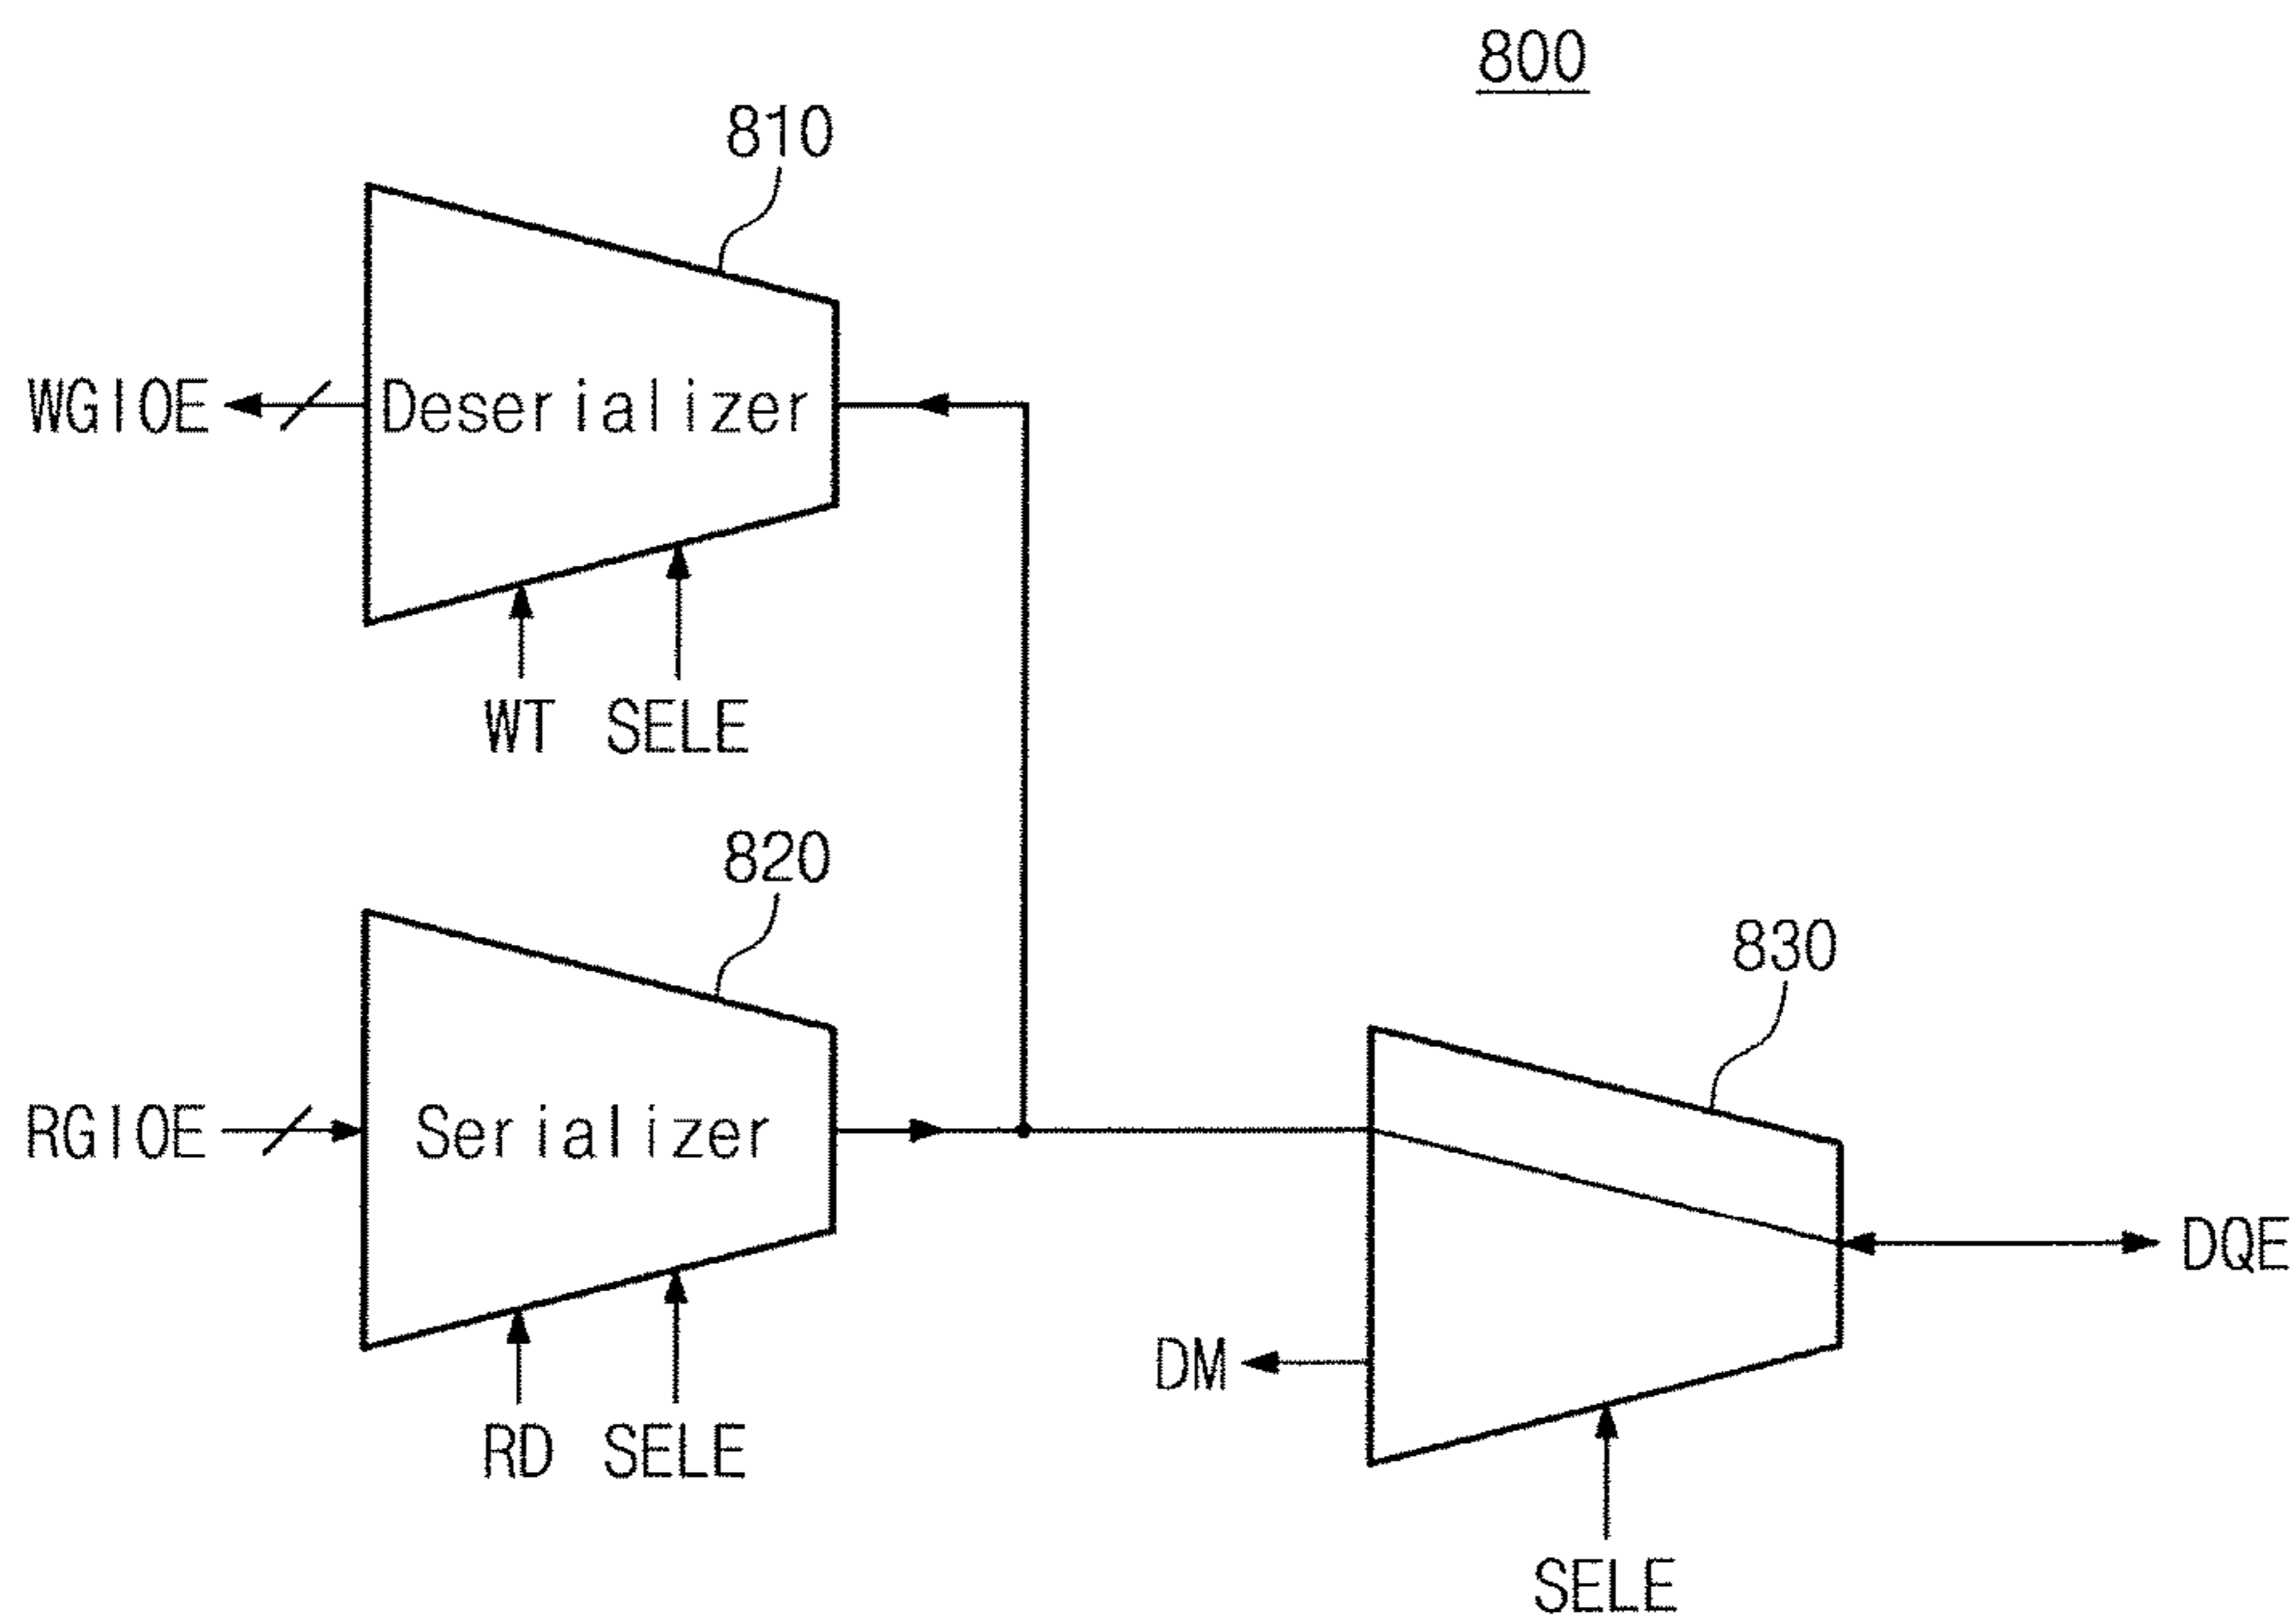 800
810
WGIOE
Deserializer
WT
SELE
820
830
RGIOE
Serializer
DQE
DM
RD
SELE
SELE